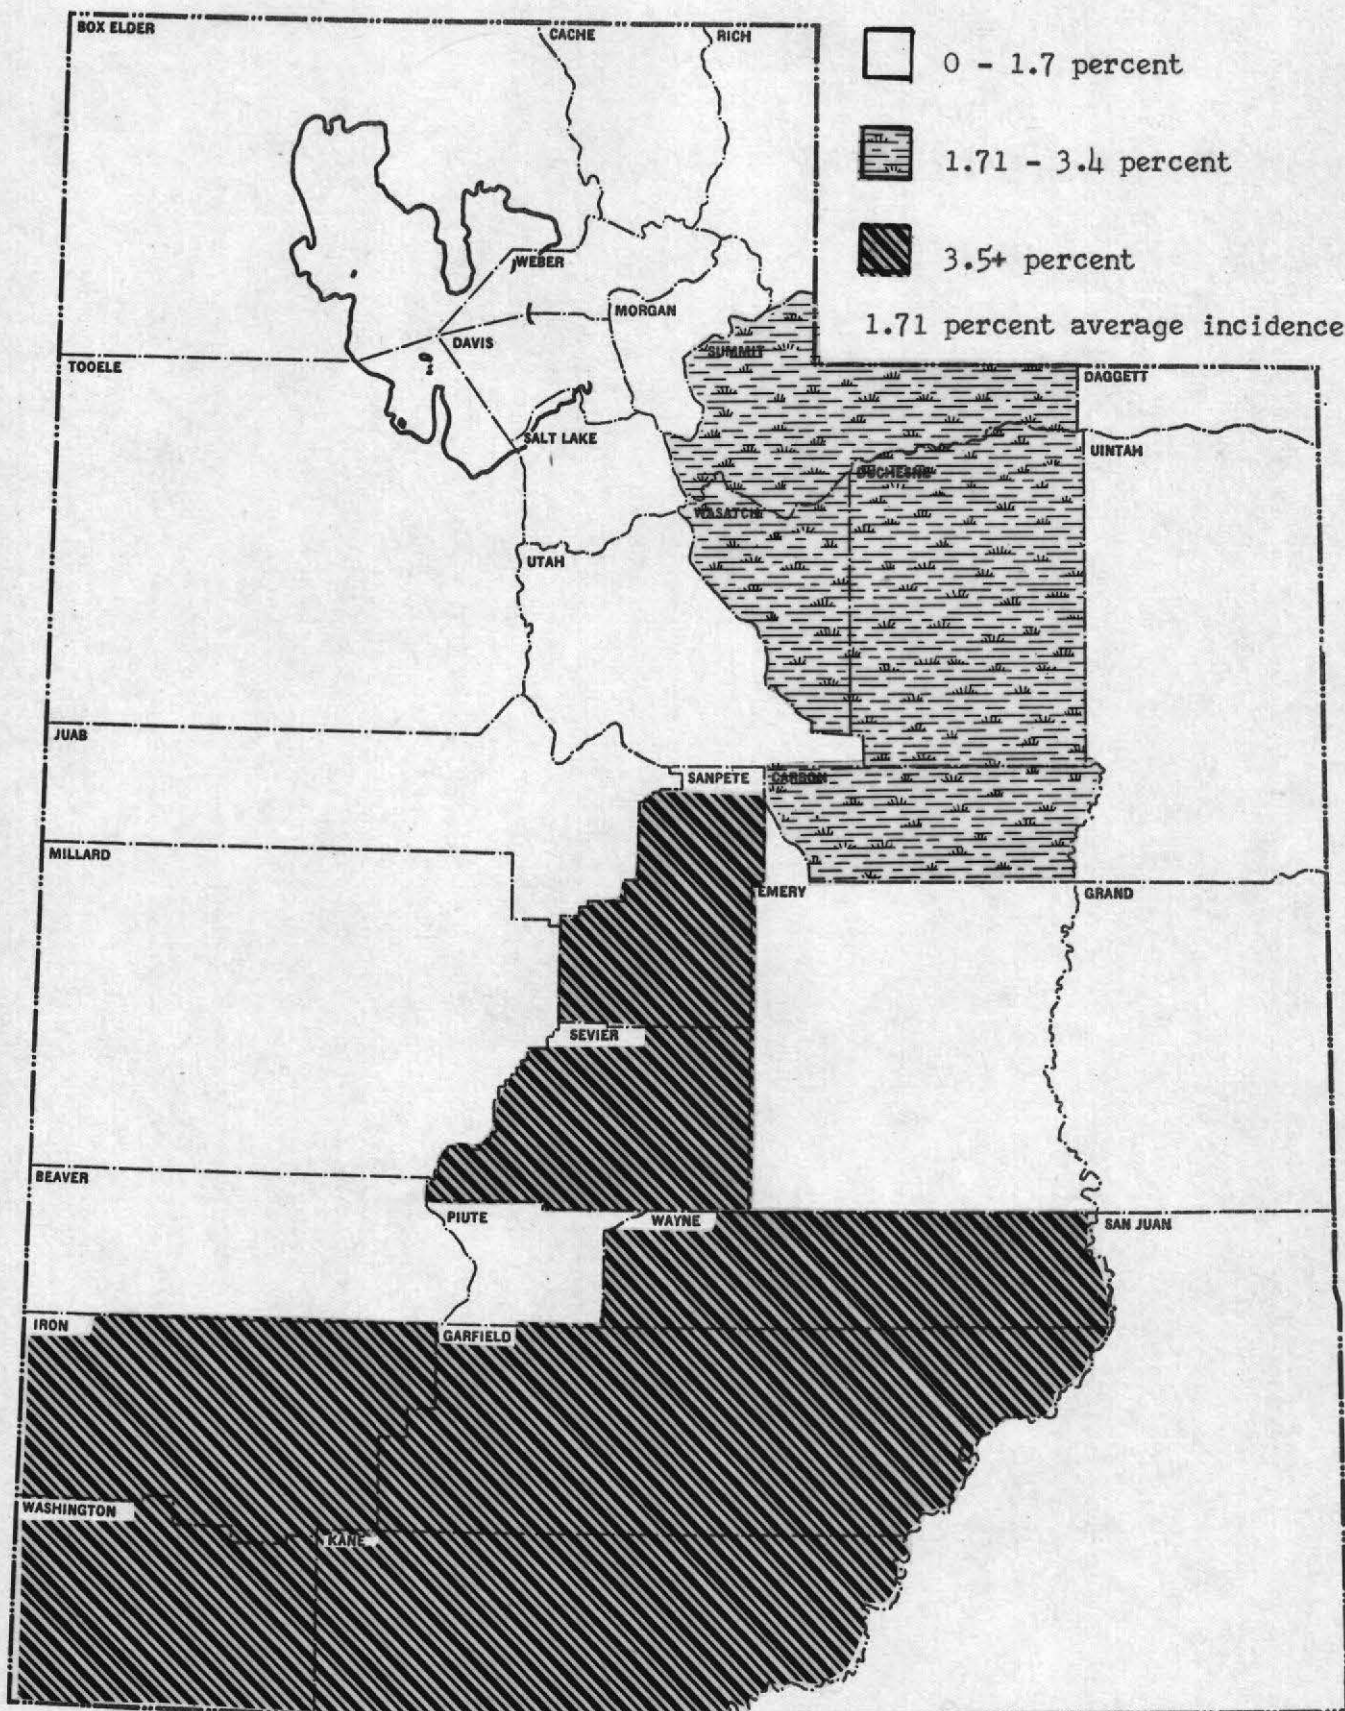 BOX ELDER
CACHE
RICH
0 - 1.7 percent
1.71 - 3.4 percent
3.5+ percent
1.71 percent average incidence
WEBER
MORGAN
DAVIS
SUMMIT
TOOELE
DAGGETT
SALT LAKE
UINTAH
DUCHESNE
WASATCH
UTAH
JUAB
SANPETE
CARBON
MILLARD
EMERY
GRAND
SEVIER
BEAVER
PIUTE
WAYNE
SAN JUAN
IRON
GARFIELD
WASHINGTON
KANE